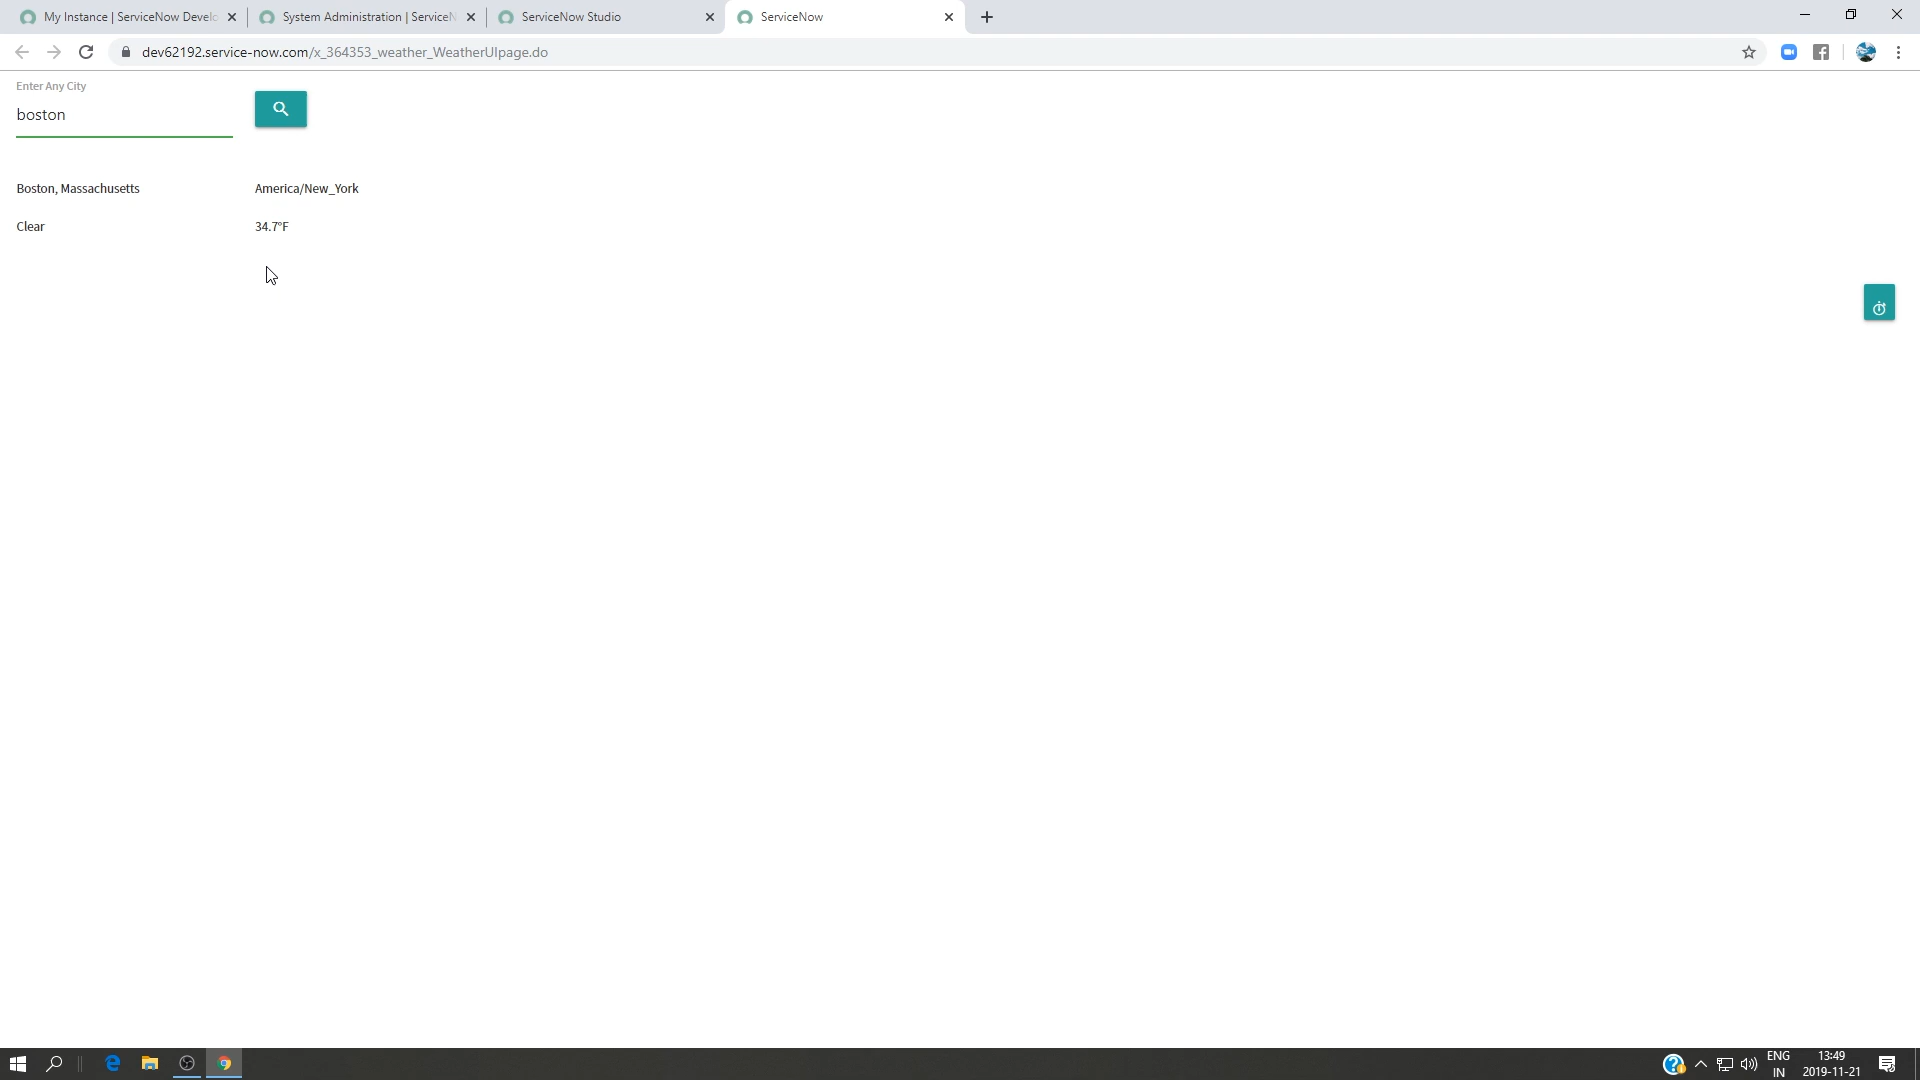 My Instance | ServiceNow Develo
System Administration | ServiceN
ServiceNow Studio
ServiceNow
dev62192.service-now.com/x_364353_weather_WeatherUIpage.do
Enter Any City
boston
Boston, Massachusetts America/New_York
Clear 34.7°F
ENG 13:49
IN 2019-11-21